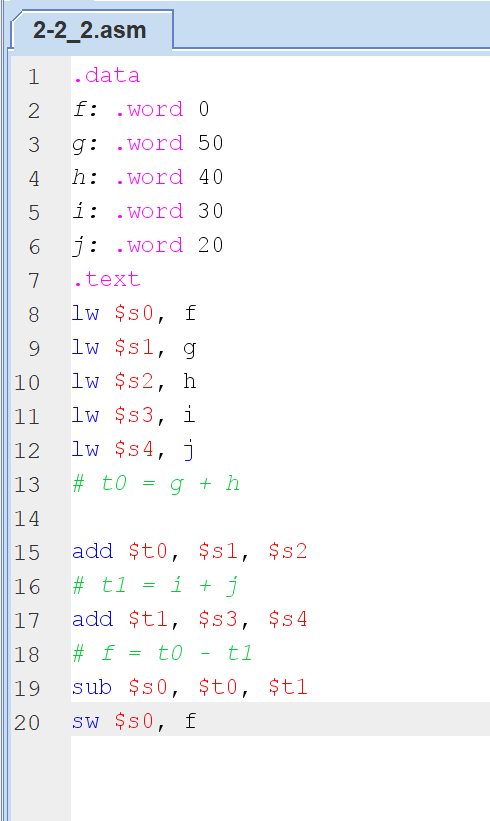 2-2_2.asm
1 .data
2 f: .word 0
3 g: .word 50
4 h: .word 40
5 i: .word 30
6 j: .word 20
7 .text
8 lw $s0, f
9 lw $s1, g
10 lw $s2, h
11 lw $s3, i
12 lw $s4, j
13 # t0 = g + h
14
15 add $t0, $s1, $s2
16 # t1 = i + j
17 add $t1, $s3, $s4
18 # f = t0 - t1
19 sub $s0, $t0, $t1
20 sw $s0, f